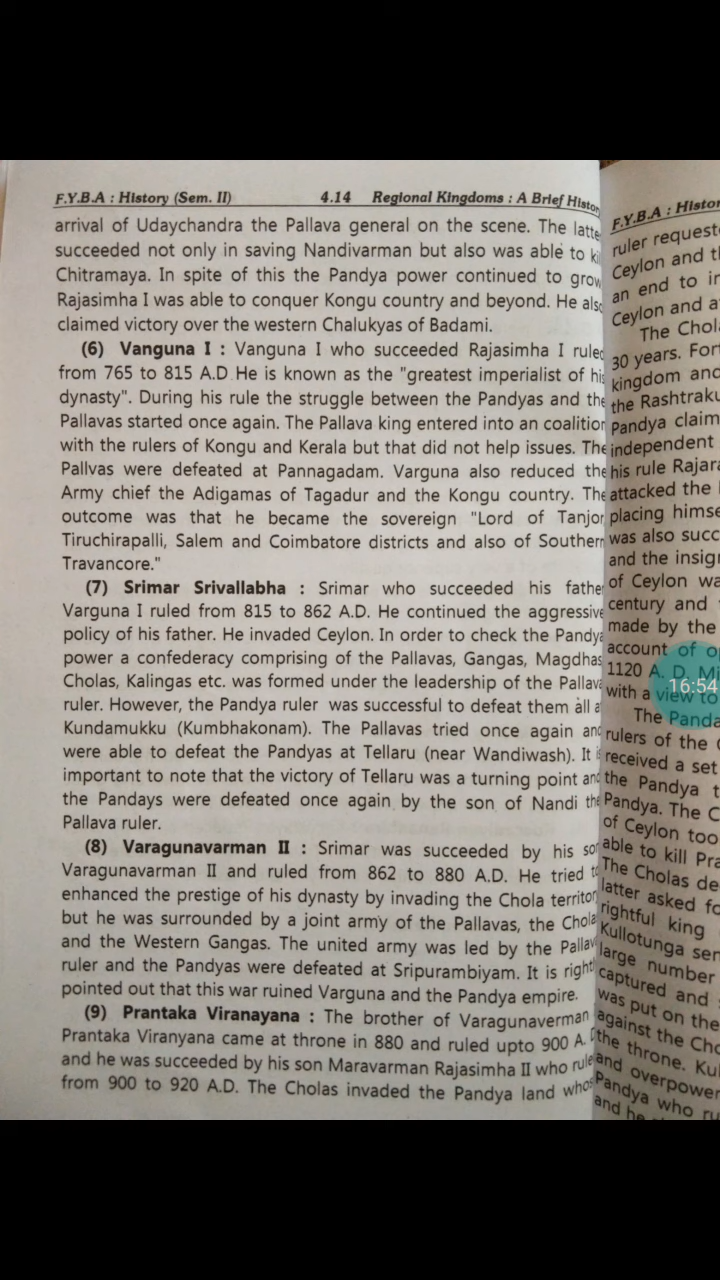 F.Y.B.A : History (Sem. II) 4.14 Regional Kingdoms : A Brief Histor
arrival of Udaychandra the Pallava general on the scene. The latte
succeeded not only in saving Nandivarman but also was able to ki
Chitramaya. In spite of this the Pandya power continued to grow
Rajasimha I was able to conquer Kongu country and beyond. He also
claimed victory over the western Chalukyas of Badami.
(6) Vanguna I : Vanguna I who succeeded Rajasimha I ruled
from 765 to 815 A.D. He is known as the "greatest imperialist of his
dynasty". During his rule the struggle between the Pandyas and the
Pallavas started once again. The Pallava king entered into an coalition
with the rulers of Kongu and Kerala but that did not help issues. The
Pallvas were defeated at Pannagadam. Varguna also reduced the
Army chief the Adigamas of Tagadur and the Kongu country. The
outcome was that he became the sovereign "Lord of Tanjor
Tiruchirapalli, Salem and Coimbatore districts and also of Southern
Travancore."
(7) Srimar Srivallabha : Srimar who succeeded his father
Varguna I ruled from 815 to 862 A.D. He continued the aggressive
policy of his father. He invaded Ceylon. In order to check the Pandya
power a confederacy comprising of the Pallavas, Gangas, Magdhas
Cholas, Kalingas etc. was formed under the leadership of the Pallava
ruler. However, the Pandya ruler was successful to defeat them all a
Kundamukku (Kumbhakonam). The Pallavas tried once again and
were able to defeat the Pandyas at Tellaru (near Wandiwash). It i
important to note that the victory of Tellaru was a turning point and
the Pandays were defeated once again by the son of Nandi the
Pallava ruler.
(8) Varagunavarman II : Srimar was succeeded by his son
Varagunavarman II and ruled from 862 to 880 A.D. He tried to
enhanced the prestige of his dynasty by invading the Chola territor
but he was surrounded by a joint army of the Pallavas, the Chola
and the Western Gangas. The united army was led by the Pallav
ruler and the Pandyas were defeated at Sripurambiyam. It is right
pointed out that this war ruined Varguna and the Pandya empire.
(9) Prantaka Viranayana : The brother of Varagunaverman
Prantaka Viranyana came at throne in 880 and ruled upto 900 A. D
and he was succeeded by his son Maravarman Rajasimha II who rule
from 900 to 920 A.D. The Cholas invaded the Pandya land whos
F.Y.B.A : Histor
ruler request
Ceylon and th
an end to in
Ceylon and a
The Chol
30 years. Fort
kingdom and
the Rashtraku
Pandya claim
independent
his rule Rajara
attacked the
placing himse
was also succ
and the insign
of Ceylon wa
century and
made by the
account of op
1120 A. D. Mi
16:54
with a view to
The Panda
rulers of the
received a set
the Pandya t
Pandya. The C
of Ceylon too
able to kill Pra
The Cholas de
latter asked fo
rightful king
Kullotunga sen
large number
captured and
was put on the
against the Cho
the throne. Ku
and overpower
Pandya who ru
and he